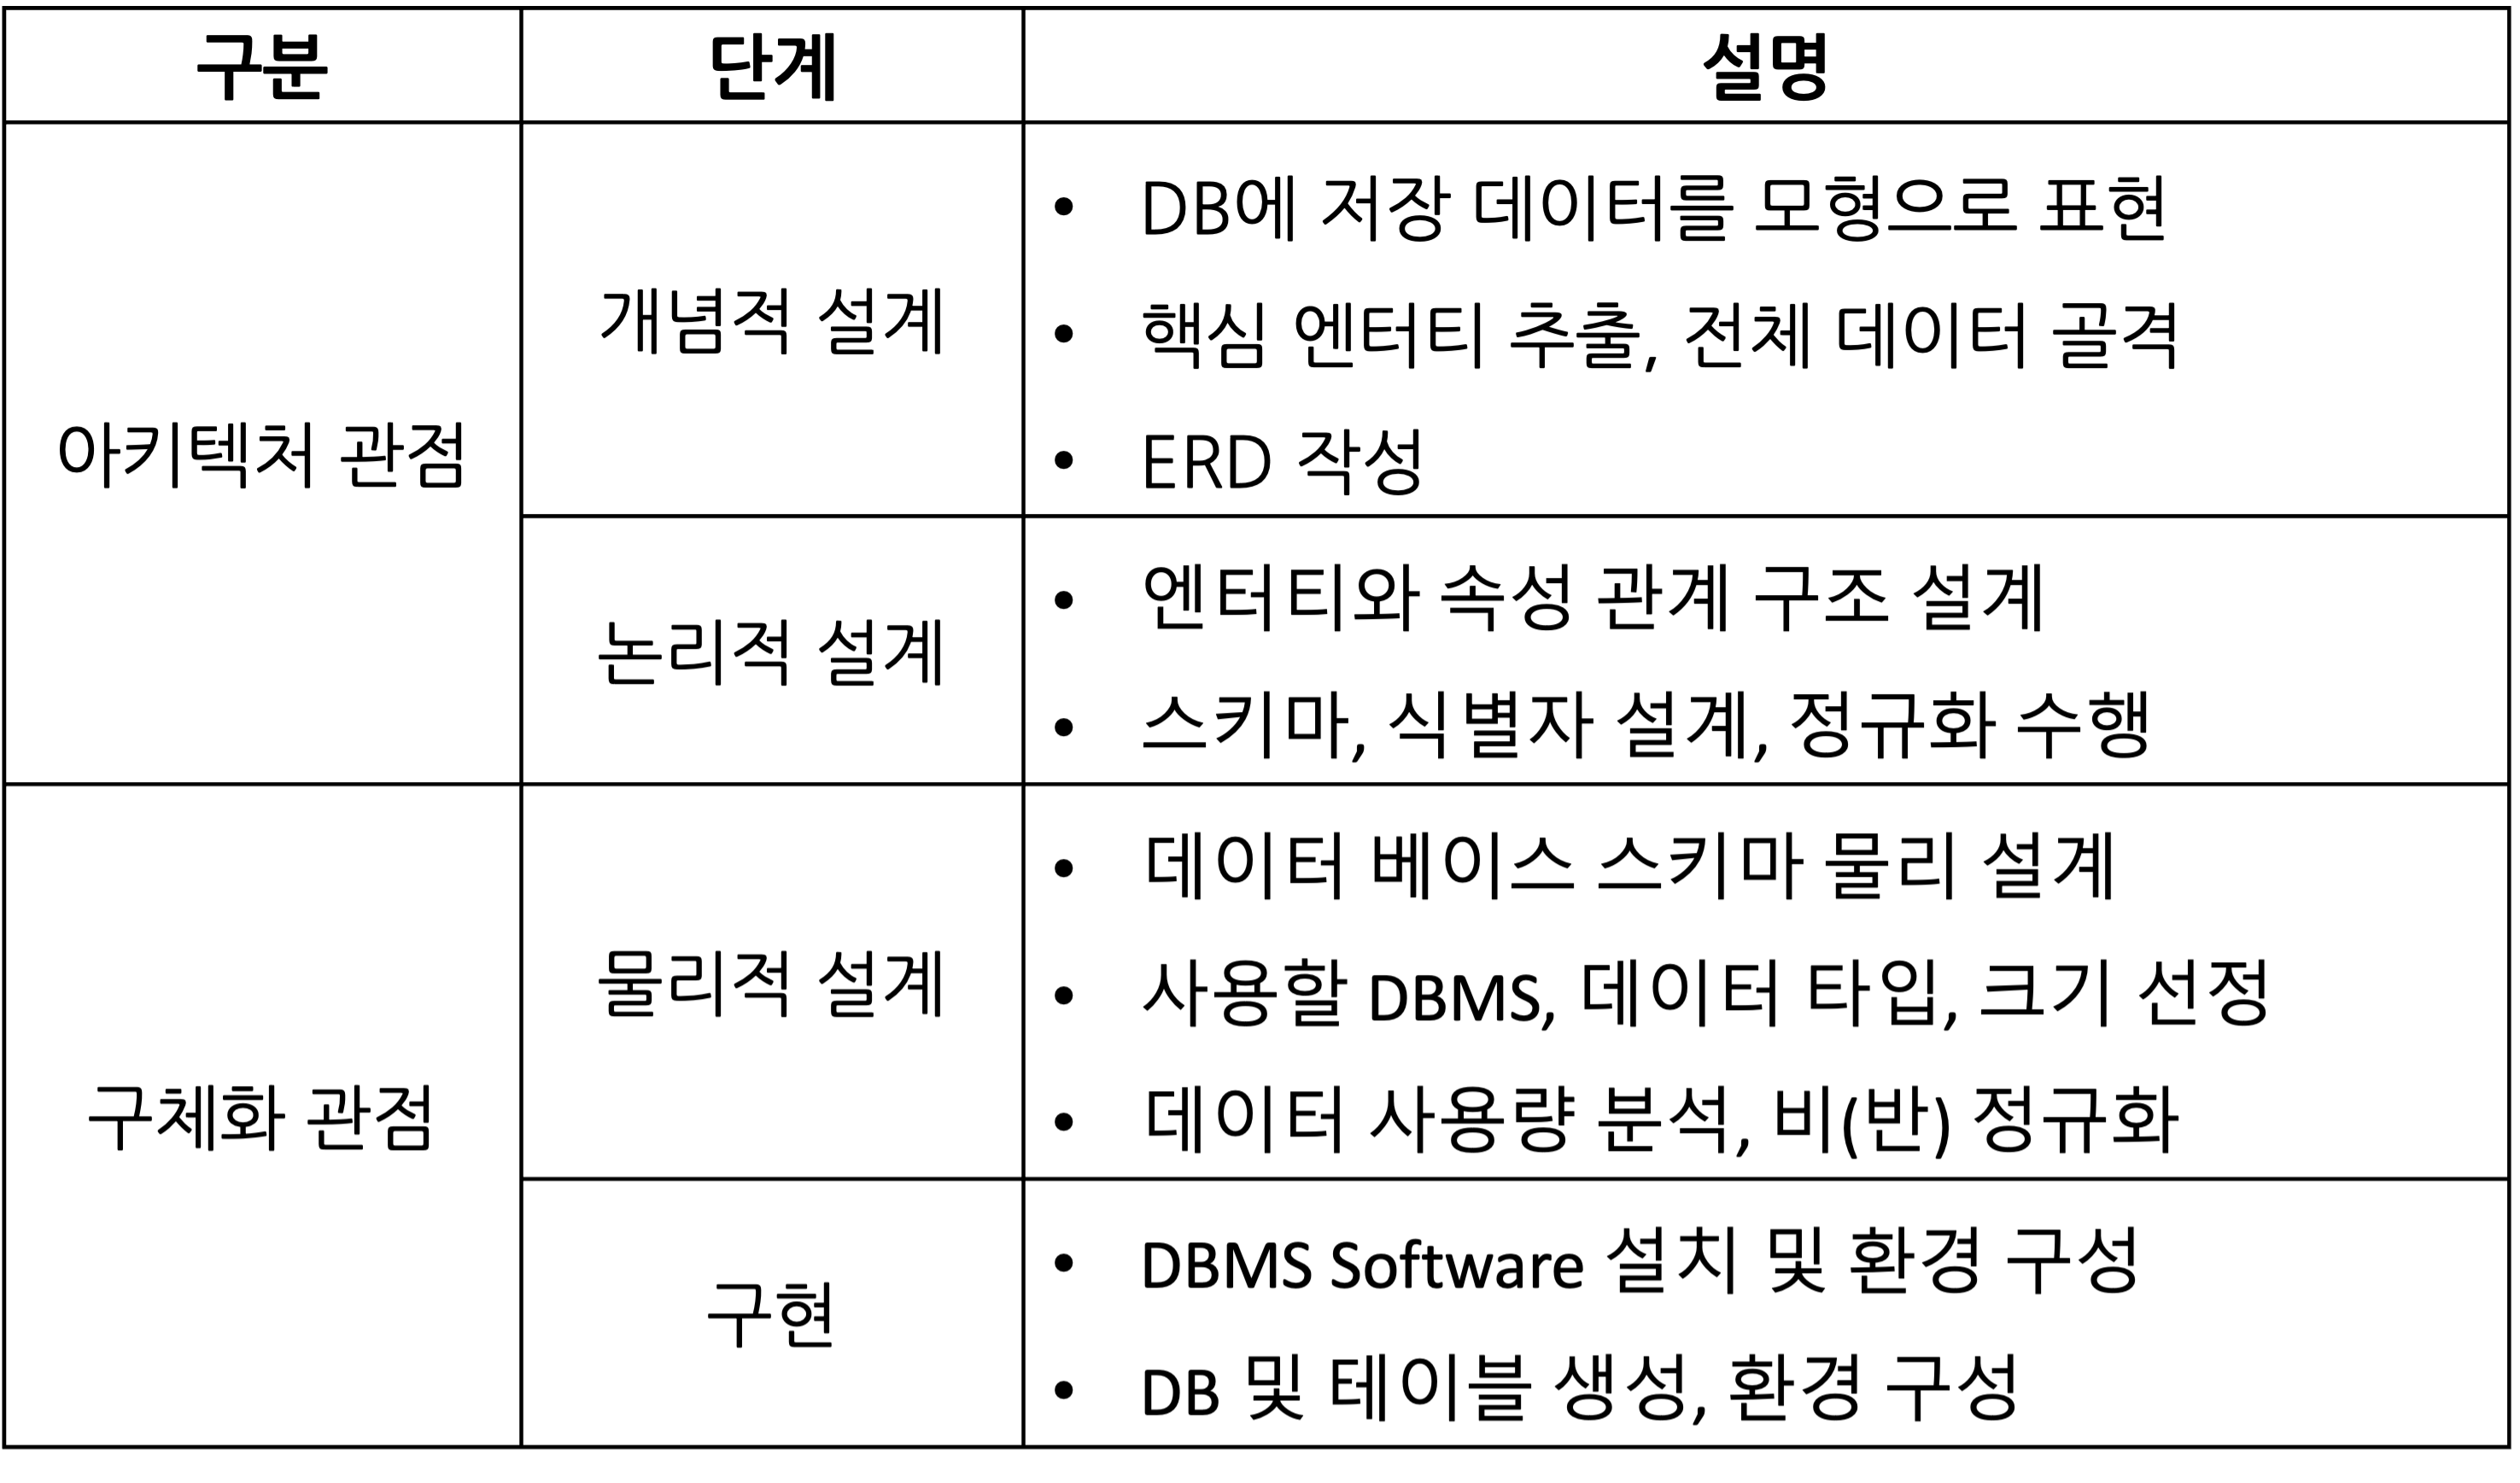 구분 단계 설명
아키텍처 관점
개념적 설계
• DB에 저장 데이터를 모형으로 표현
• 핵심 엔터티 추출, 전체 데이터 골격
• ERD 작성
논리적 설계
• 엔터티와 속성 관계 구조 설계
• 스키마, 식별자 설계, 정규화 수행
구체화 관점
물리적 설계
• 데이터 베이스 스키마 물리 설계
• 사용할 DBMS, 데이터 타입, 크기 선정
• 데이터 사용량 분석, 비(반) 정규화
구현
• DBMS Software 설치 및 환경 구성
• DB 및 테이블 생성, 환경 구성